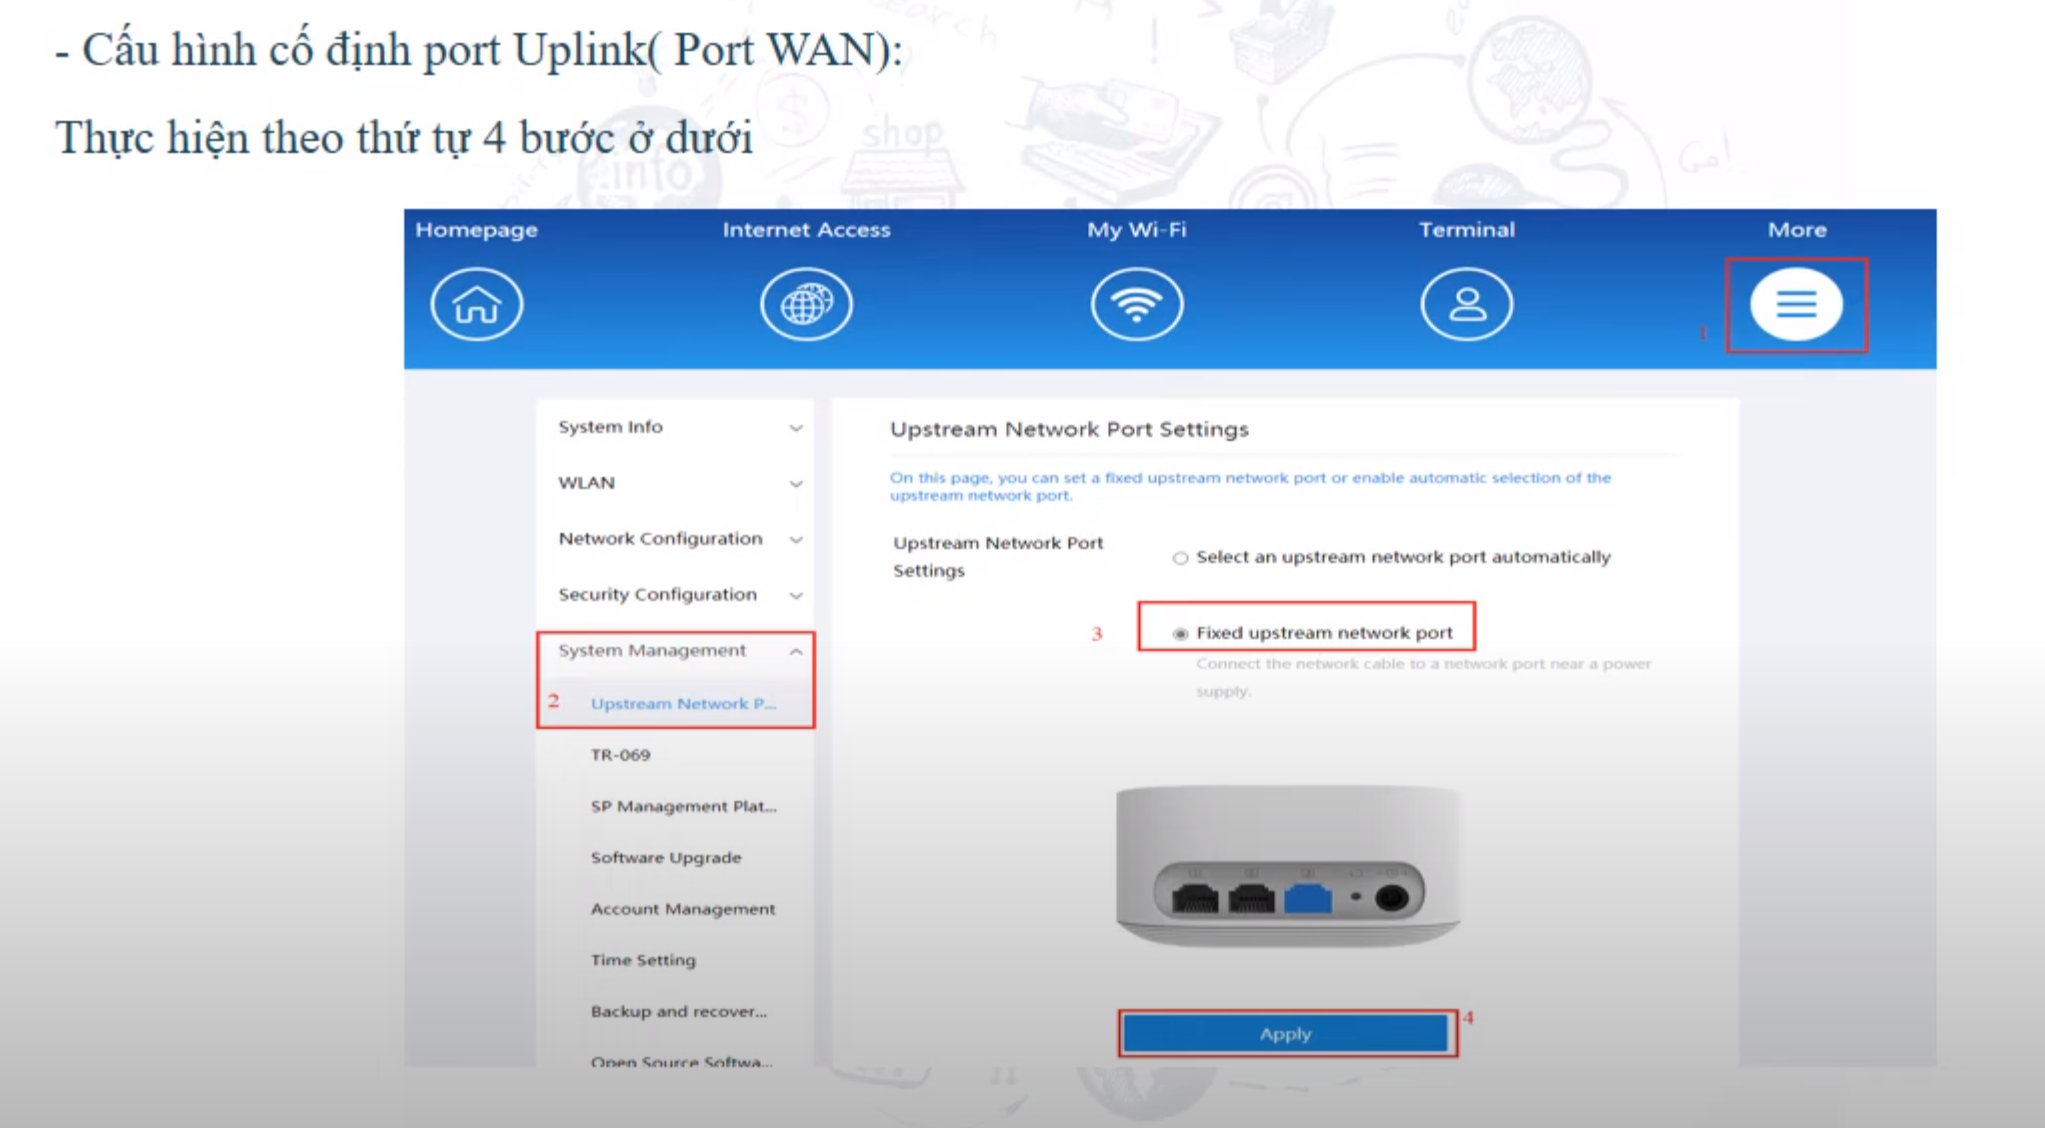 - Cấu hình cố định port Uplink( Port WAN):
Thực hiện theo thứ tự 4 bước ở dưới
search
shop
info
Go!
Homepage
Internet Access
My Wi-Fi
Terminal
More
1
System Info
WLAN
Network Configuration
Security Configuration
System Management
2
Upstream Network P...
TR-069
SP Management Plat...
Software Upgrade
Account Management
Time Setting
Backup and recover...
Open Source Softwa...
Upstream Network Port Settings
On this page, you can set a fixed upstream network port or enable automatic selection of the
upstream network port.
Upstream Network Port
Settings
Select an upstream network port automatically
3
Fixed upstream network port
Connect the network cable to a network port near a power
supply.
Apply
4